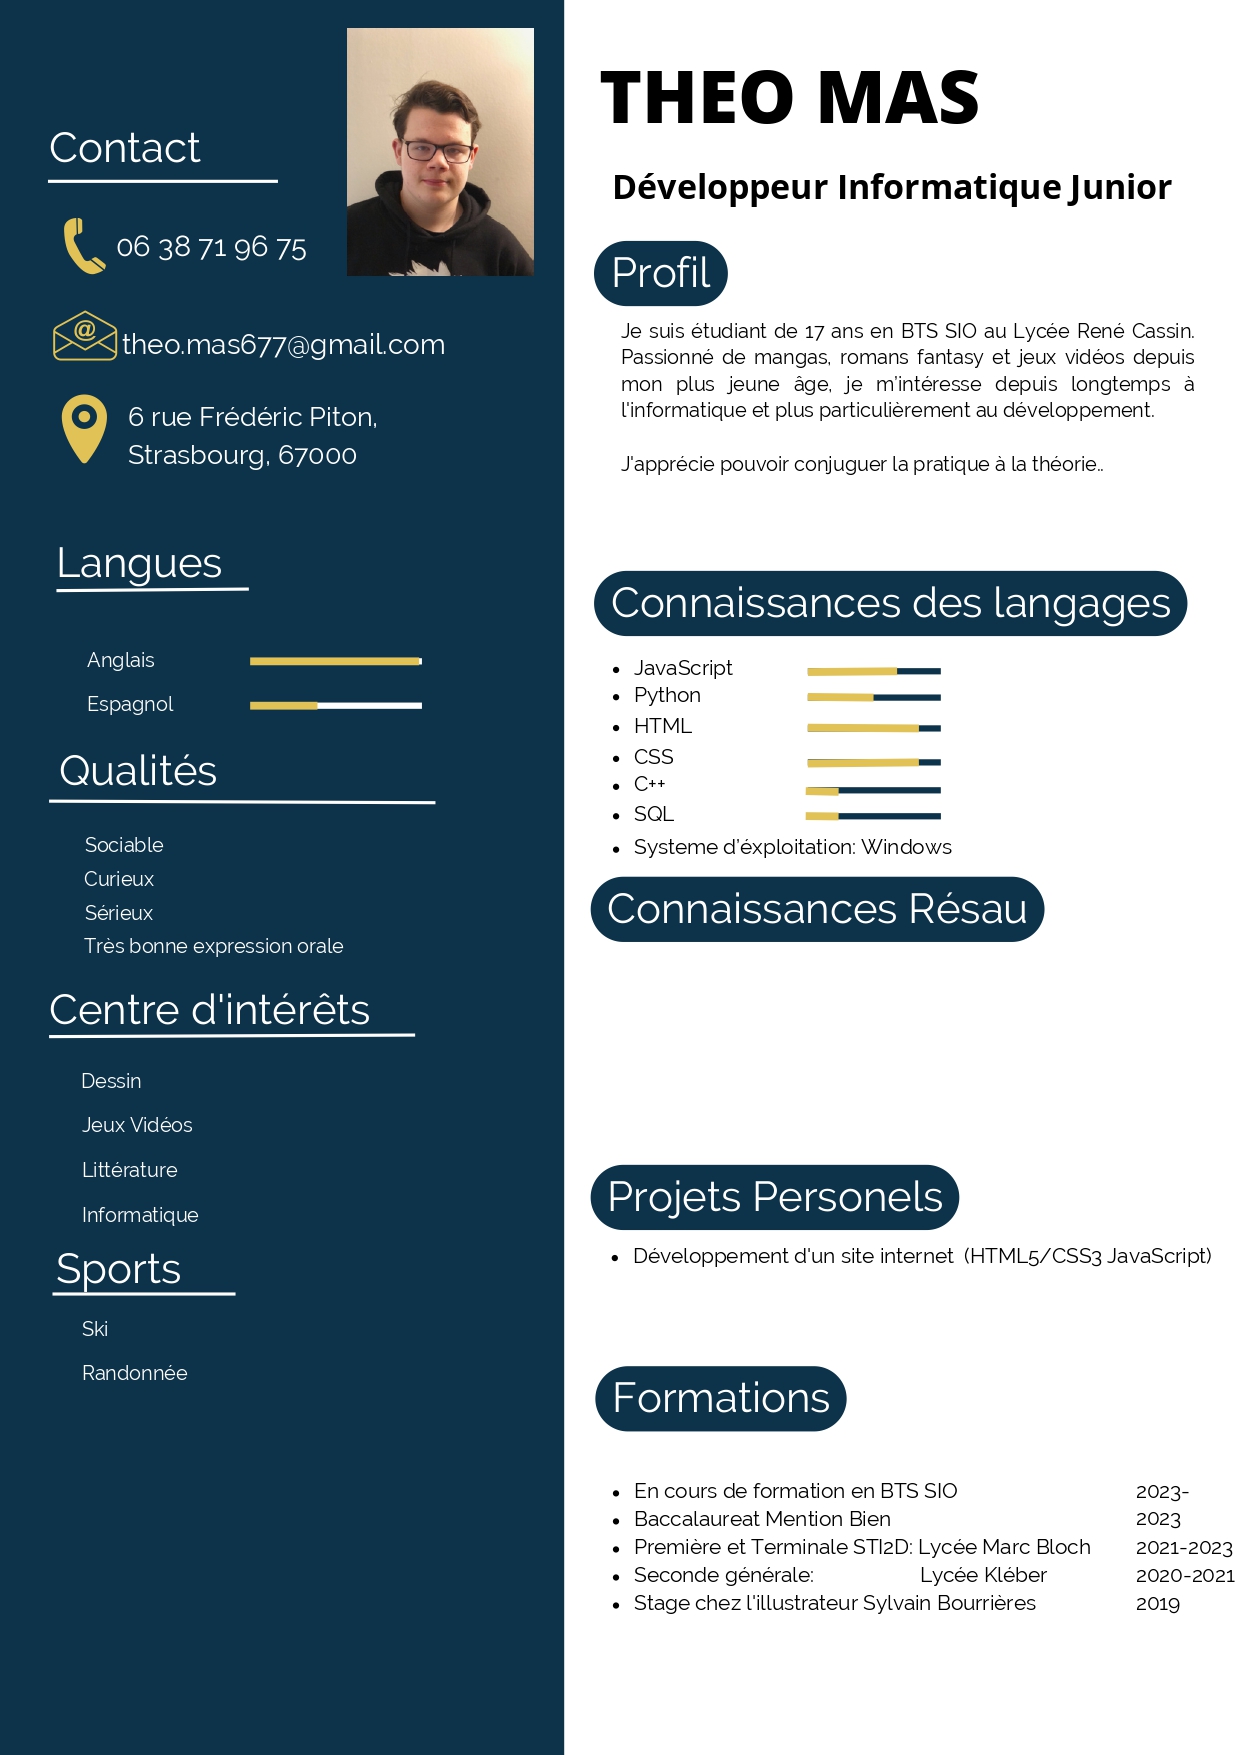 Contact
06 38 71 96 75
@
theo.mas677@gmail.com
6 rue Frédéric Piton,
Strasbourg, 67000
Langues
Anglais
Espagnol
Qualités
Sociable
Curieux
Sérieux
Très bonne expression orale
Centre d'intérêts
Dessin
Jeux Vidéos
Littérature
Informatique
Sports
Ski
Randonnée
THEO MAS
Développeur Informatique Junior
Profil
Je suis étudiant de 17 ans en BTS SIO au Lycée René Cassin.
Passionné de mangas, romans fantasy et jeux vidéos depuis
mon plus jeune âge, je m'intéresse depuis longtemps à
l'informatique et plus particulièrement au développement.
J'apprécie pouvoir conjuguer la pratique à la théorie..
Connaissances des langages
• JavaScript
• Python
• HTML
• CSS
• C++
• SQL
• Systeme d'éxploitation: Windows
Connaissances Résau
Projets Personels
• Développement d'un site internet (HTML5/CSS3 JavaScript)
Formations
• En cours de formation en BTS SIO 2023-
• Baccalaureat Mention Bien 2023
• Première et Terminale STI2D: Lycée Marc Bloch 2021-2023
• Seconde générale: Lycée Kléber 2020-2021
• Stage chez l'illustrateur Sylvain Bourrières 2019